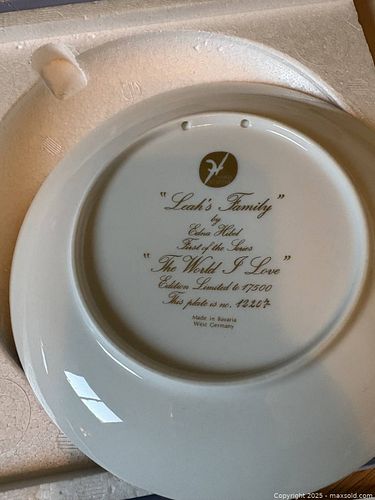 "Leah's Family"
by
Edna Hibel
First of the Series
"The World I Love"
Edition Limited to 17500
This plate is no. 12207
Made in Bavaria
West Germany
Copyright 2025 - maxsold.com